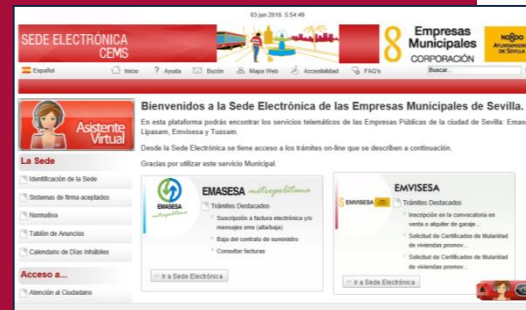 03 jun 2016 5:54:49
SEDE ELECTRÓNICA
CEMS
8
Empresas
Municipales
CORPORACIÓN
NO8DO
AYUNTAMIENTO
DE SEVILLA
Español
Inicio
? Ayuda
Buzón
Mapa Web
Accesibilidad
FAQ's
Buscar...
Asistente
Virtual
Bienvenidos a la Sede Electrónica de las Empresas Municipales de Sevilla.
En esta plataforma podrás encontrar los servicios telemáticos de las Empresas Públicas de la ciudad de Sevilla: Emas
Lipasam, Emvisesa y Tussam.
Desde la Sede Electrónica se tiene acceso a los trámites on-line que se describen a continuación.
Gracias por utilizar este servicio Municipal.
La Sede
Identificación de la Sede
Sistemas de firma aceptados
Normativa
Tablón de Anuncios
Calendario de Días Inhábiles
Acceso a...
Atención al Ciudadano
EMASESA
metropolitana
EMASESA metropolitana
Trámites Destacados
Suscripción a factura electrónica y/o
mensajes sms (alta/baja)
Baja del contrato de suministro
Consultar facturas
Ir a Sede Electrónica
EMVISESA
EMVISESA
Trámites Destacados
Inscripción en la convocatoria en
venta o alquiler de garaje...
Solicitud de Certificados de titularidad
de viviendas promov...
Solicitud de Certificados de titularidad
de viviendas promov...
Ir a Sede Electrónica